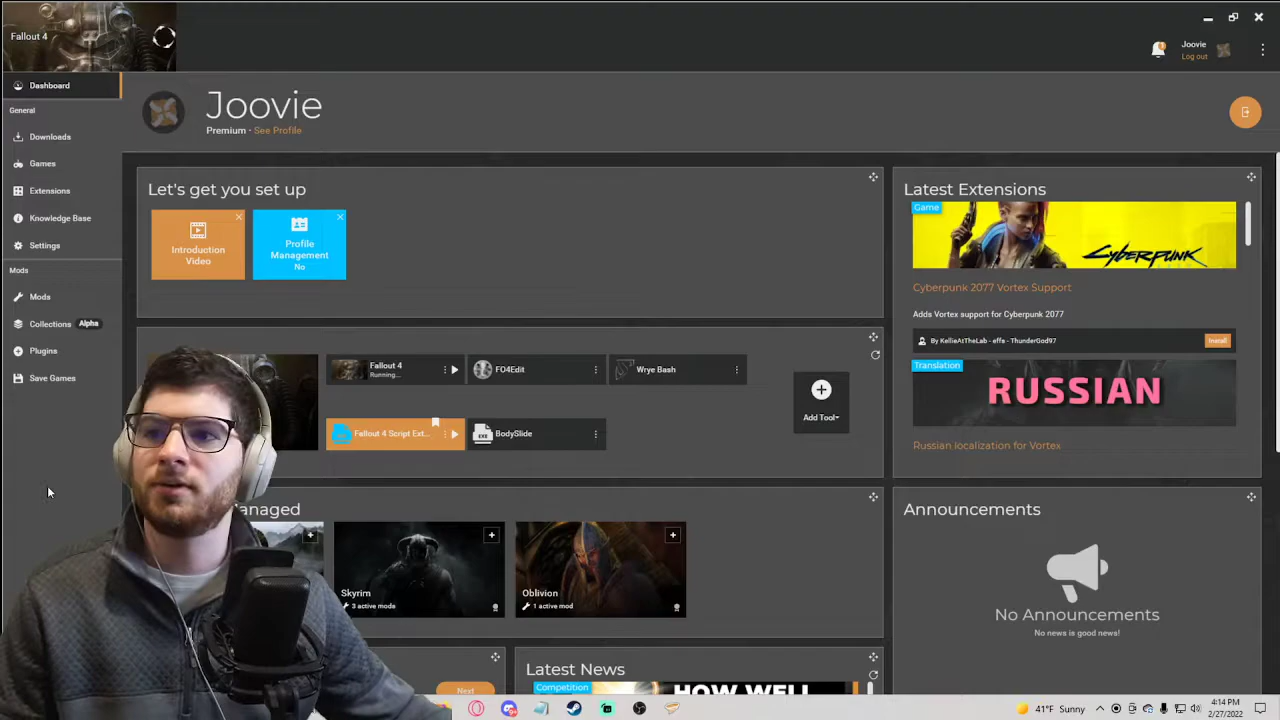 Fallout 4
Joovie
Log out
Dashboard
General
Downloads
Games
Extensions
Knowledge Base
Settings
Mods
Mods
Collections Alpha
Plugins
Save Games
Joovie
Premium - See Profile
Let's get you set up
Introduction
Video
Profile
Management
No
Fallout 4
Running...
FO4Edit
Wrye Bash
Fallout 4 Script Ext...
BodySlide
Add Tool
anaged
Skyrim
3 active mods
Oblivion
1 active mod
Next
Latest News
Competition
HOW WELL
Latest Extensions
Game
CYBERPUNK
Cyberpunk 2077 Vortex Support
Adds Vortex support for Cyberpunk 2077
By KellieAtTheLab - effs - ThunderGod97
Install
Translation
RUSSIAN
Russian localization for Vortex
Announcements
No Announcements
No news is good news!
41°F Sunny
4:14 PM
2/27/2022